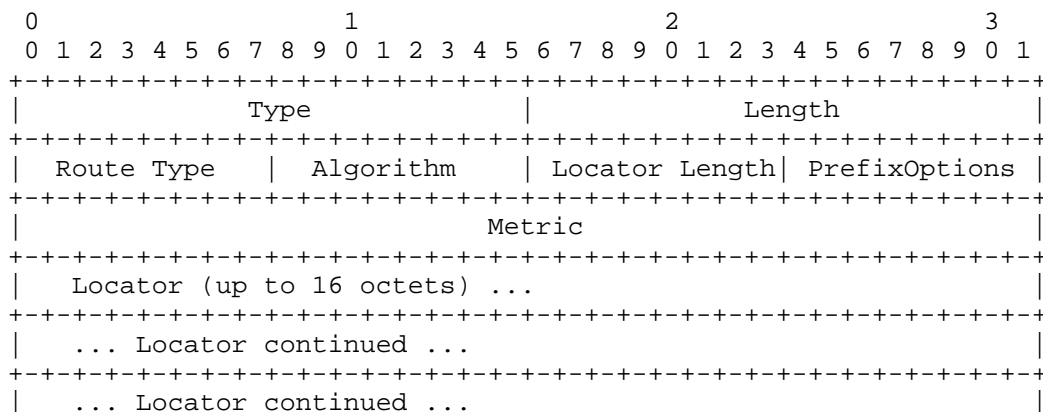 0                   1                   2                   3
 0 1 2 3 4 5 6 7 8 9 0 1 2 3 4 5 6 7 8 9 0 1 2 3 4 5 6 7 8 9 0 1
+-+-+-+-+-+-+-+-+-+-+-+-+-+-+-+-+-+-+-+-+-+-+-+-+-+-+-+-+-+-+-+-+
|              Type             |             Length            |
+-+-+-+-+-+-+-+-+-+-+-+-+-+-+-+-+-+-+-+-+-+-+-+-+-+-+-+-+-+-+-+-+
|  Route Type   |  Algorithm    | Locator Length| PrefixOptions |
+-+-+-+-+-+-+-+-+-+-+-+-+-+-+-+-+-+-+-+-+-+-+-+-+-+-+-+-+-+-+-+-+
|                             Metric                            |
+-+-+-+-+-+-+-+-+-+-+-+-+-+-+-+-+-+-+-+-+-+-+-+-+-+-+-+-+-+-+-+-+
|   Locator (up to 16 octets) ...                               |
+-+-+-+-+-+-+-+-+-+-+-+-+-+-+-+-+-+-+-+-+-+-+-+-+-+-+-+-+-+-+-+-+
|   ... Locator continued ...                                   |
+-+-+-+-+-+-+-+-+-+-+-+-+-+-+-+-+-+-+-+-+-+-+-+-+-+-+-+-+-+-+-+-+
|   ... Locator continued ...                                   |